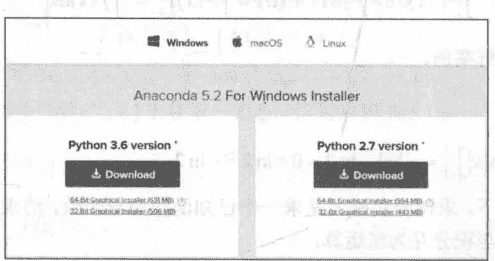 Windows macOS Linux
Anaconda 5.2 For Windows Installer
Python 3.6 version *
Download
64-Bit Graphical Installer (631 MB)
32-Bit Graphical Installer (506 MB)
Python 2.7 version *
Download
64-Bit Graphical Installer (564 MB)
32-Bit Graphical Installer (443 MB)